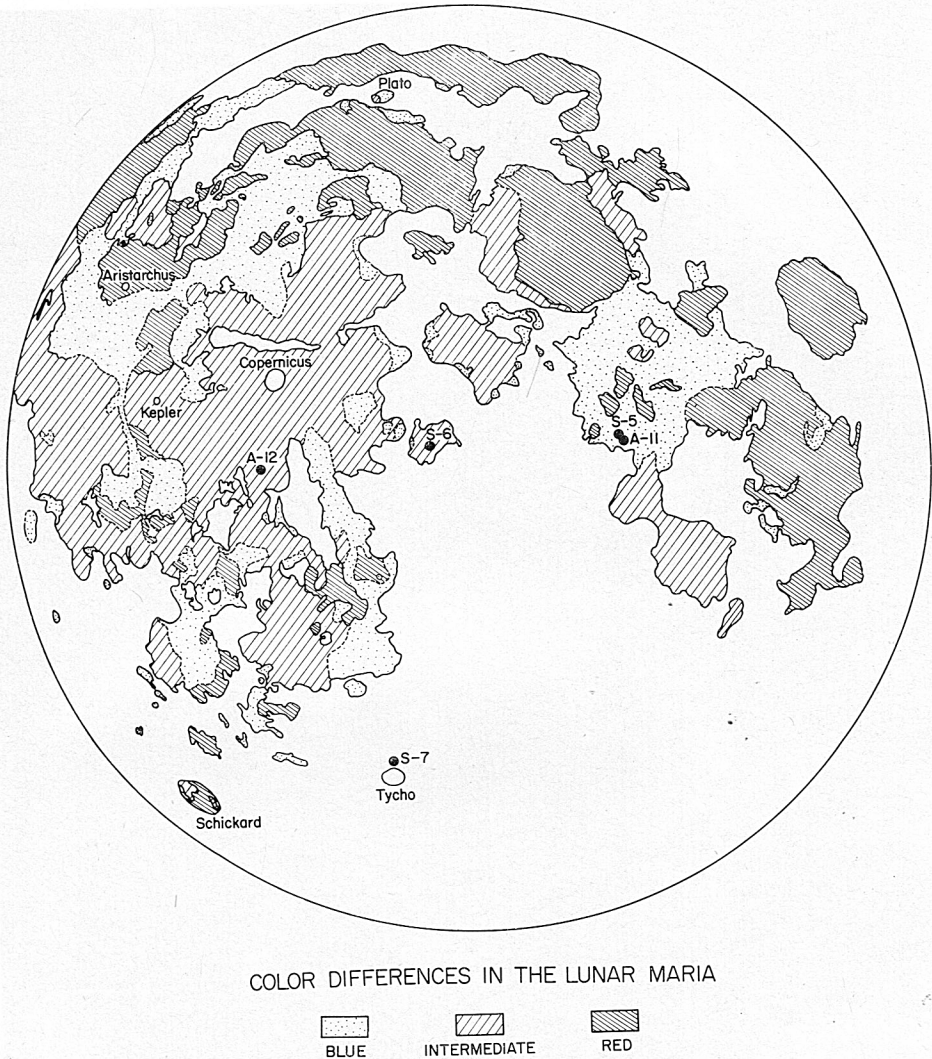 Plato
Aristarchus
Copernicus
Kepler
S-6
S-5
A-11
A-12
S-7
Tycho
Schickard
COLOR DIFFERENCES IN THE LUNAR MARIA
BLUE
INTERMEDIATE
RED